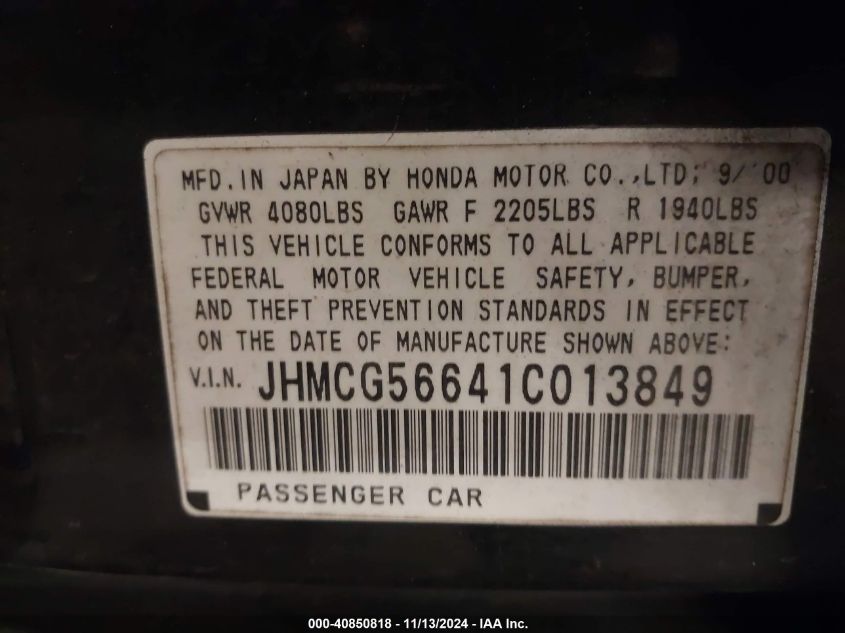 MFD. IN JAPAN BY HONDA MOTOR CO.,LTD; 9/ 00
GVWR 4080LBS GAWR F 2205LBS R 1940LBS
THIS VEHICLE CONFORMS TO ALL APPLICABLE
FEDERAL MOTOR VEHICLE SAFETY, BUMPER,
AND THEFT PREVENTION STANDARDS IN EFFECT
ON THE DATE OF MANUFACTURE SHOWN ABOVE:
V.I.N. JHMCG56641C013849
PASSENGER CAR
000-40850818 - 11/13/2024 - IAA Inc.